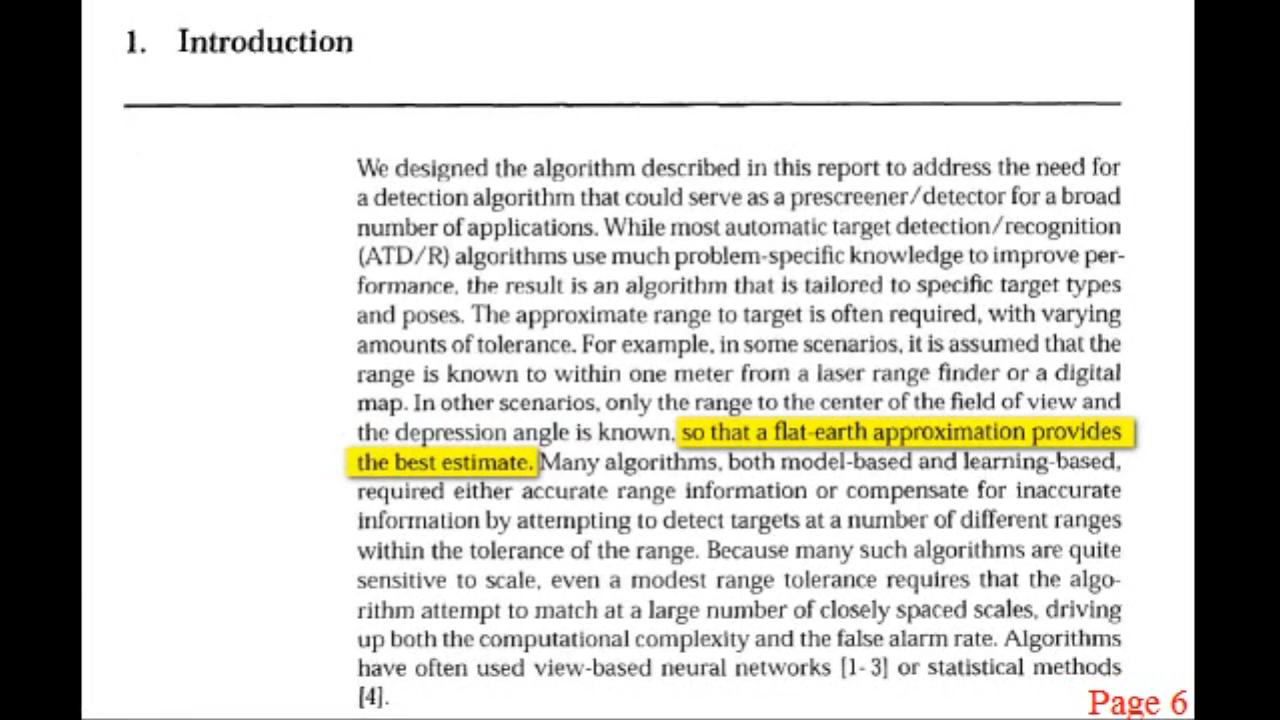 1. Introduction
We designed the algorithm described in this report to address the need for
a detection algorithm that could serve as a prescreener/detector for a broad
number of applications. While most automatic target detection/recognition
(ATD/R) algorithms use much problem-specific knowledge to improve per-
formance, the result is an algorithm that is tailored to specific target types
and poses. The approximate range to target is often required, with varying
amounts of tolerance. For example, in some scenarios, it is assumed that the
range is known to within one meter from a laser range finder or a digital
map. In other scenarios, only the range to the center of the field of view and
the depression angle is known, so that a flat-earth approximation provides
the best estimate. Many algorithms, both model-based and learning-based,
required either accurate range information or compensate for inaccurate
information by attempting to detect targets at a number of different ranges
within the tolerance of the range. Because many such algorithms are quite
sensitive to scale, even a modest range tolerance requires that the algo-
rithm attempt to match at a large number of closely spaced scales, driving
up both the computational complexity and the false alarm rate. Algorithms
have often used view-based neural networks [1-3] or statistical methods
[4].
Page 6